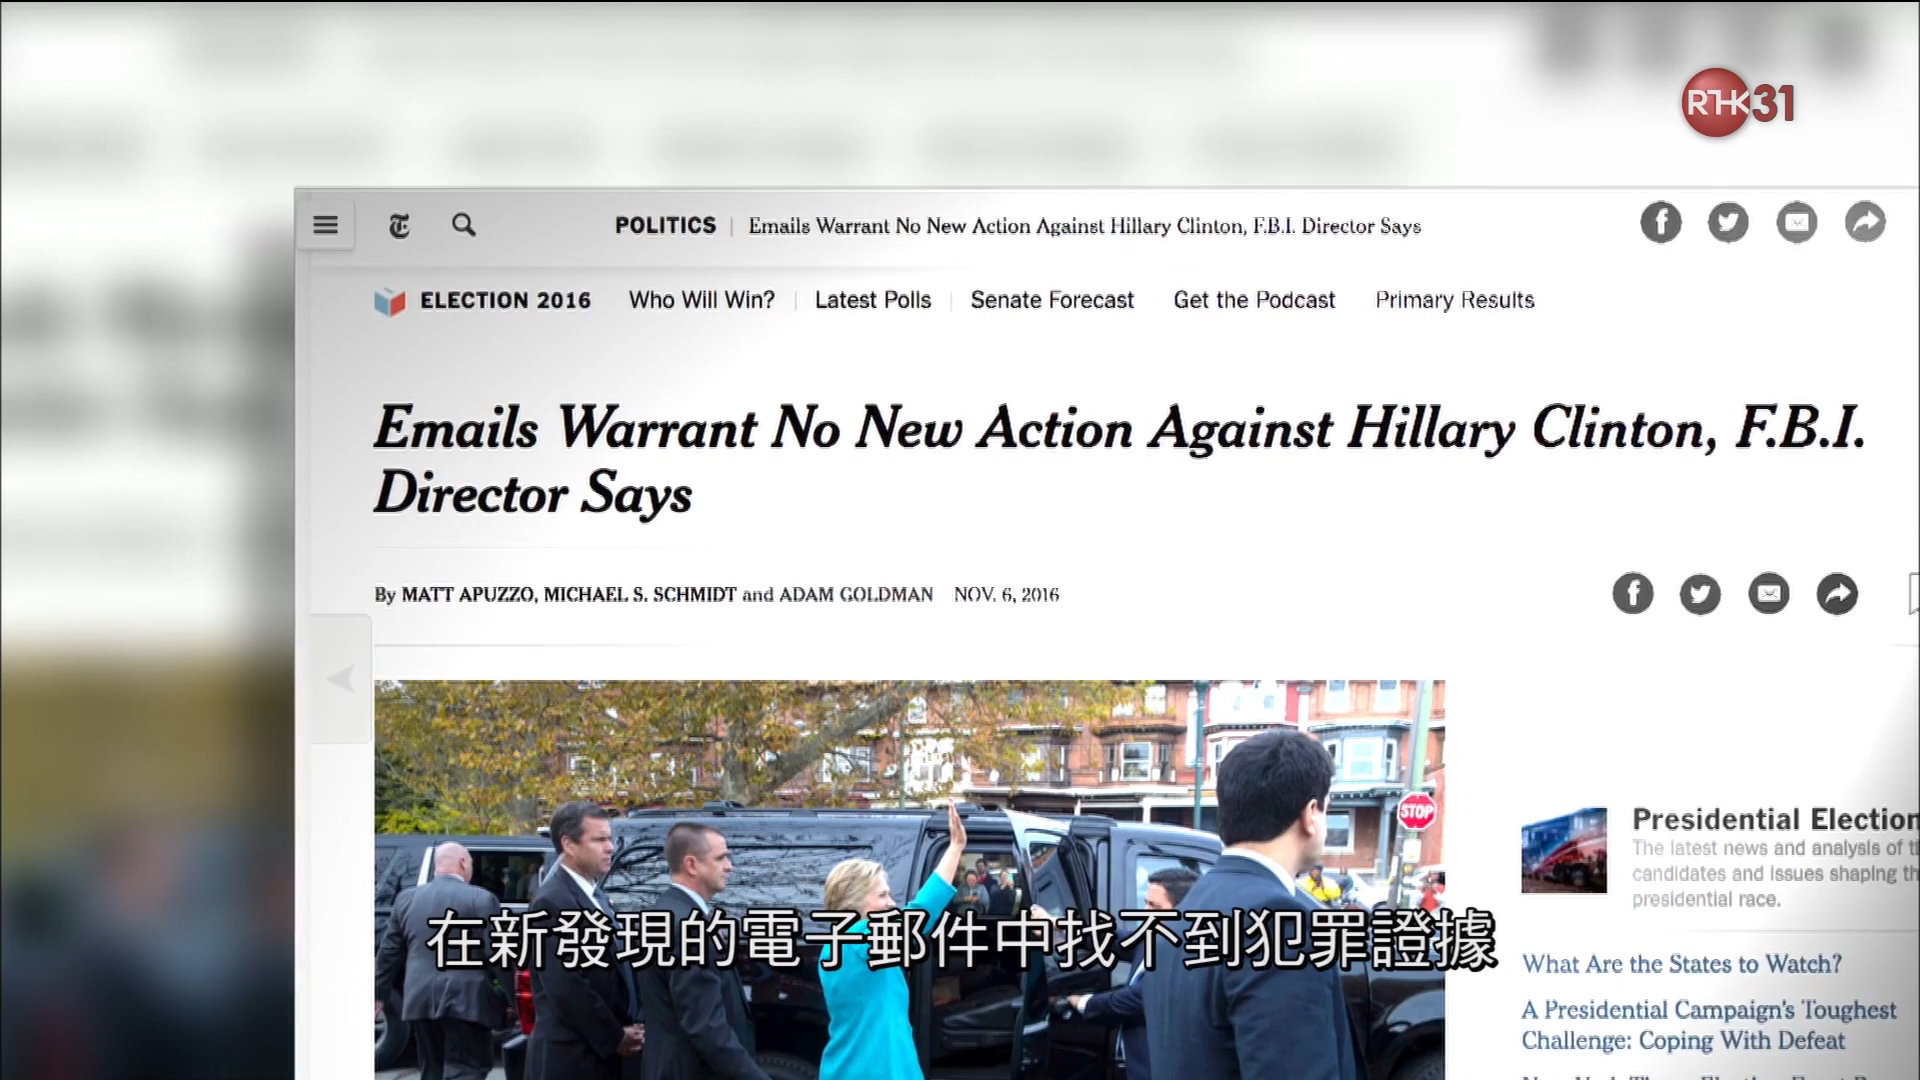 RTHK31
POLITICS | Emails Warrant No New Action Against Hillary Clinton, F.B.I. Director Says
ELECTION 2016 Who Will Win? Latest Polls Senate Forecast Get the Podcast Primary Results
Emails Warrant No New Action Against Hillary Clinton, F.B.I.
Director Says
By MATT APUZZO, MICHAEL S. SCHMIDT and ADAM GOLDMAN NOV. 6, 2016
STOP
Presidential Election
The latest news and analysis of
candidates and issues shaping
presidential race.
在新發現的電子郵件中找不到犯罪證據
What Are the States to Watch?
A Presidential Campaign's Toughest
Challenge: Coping With Defeat